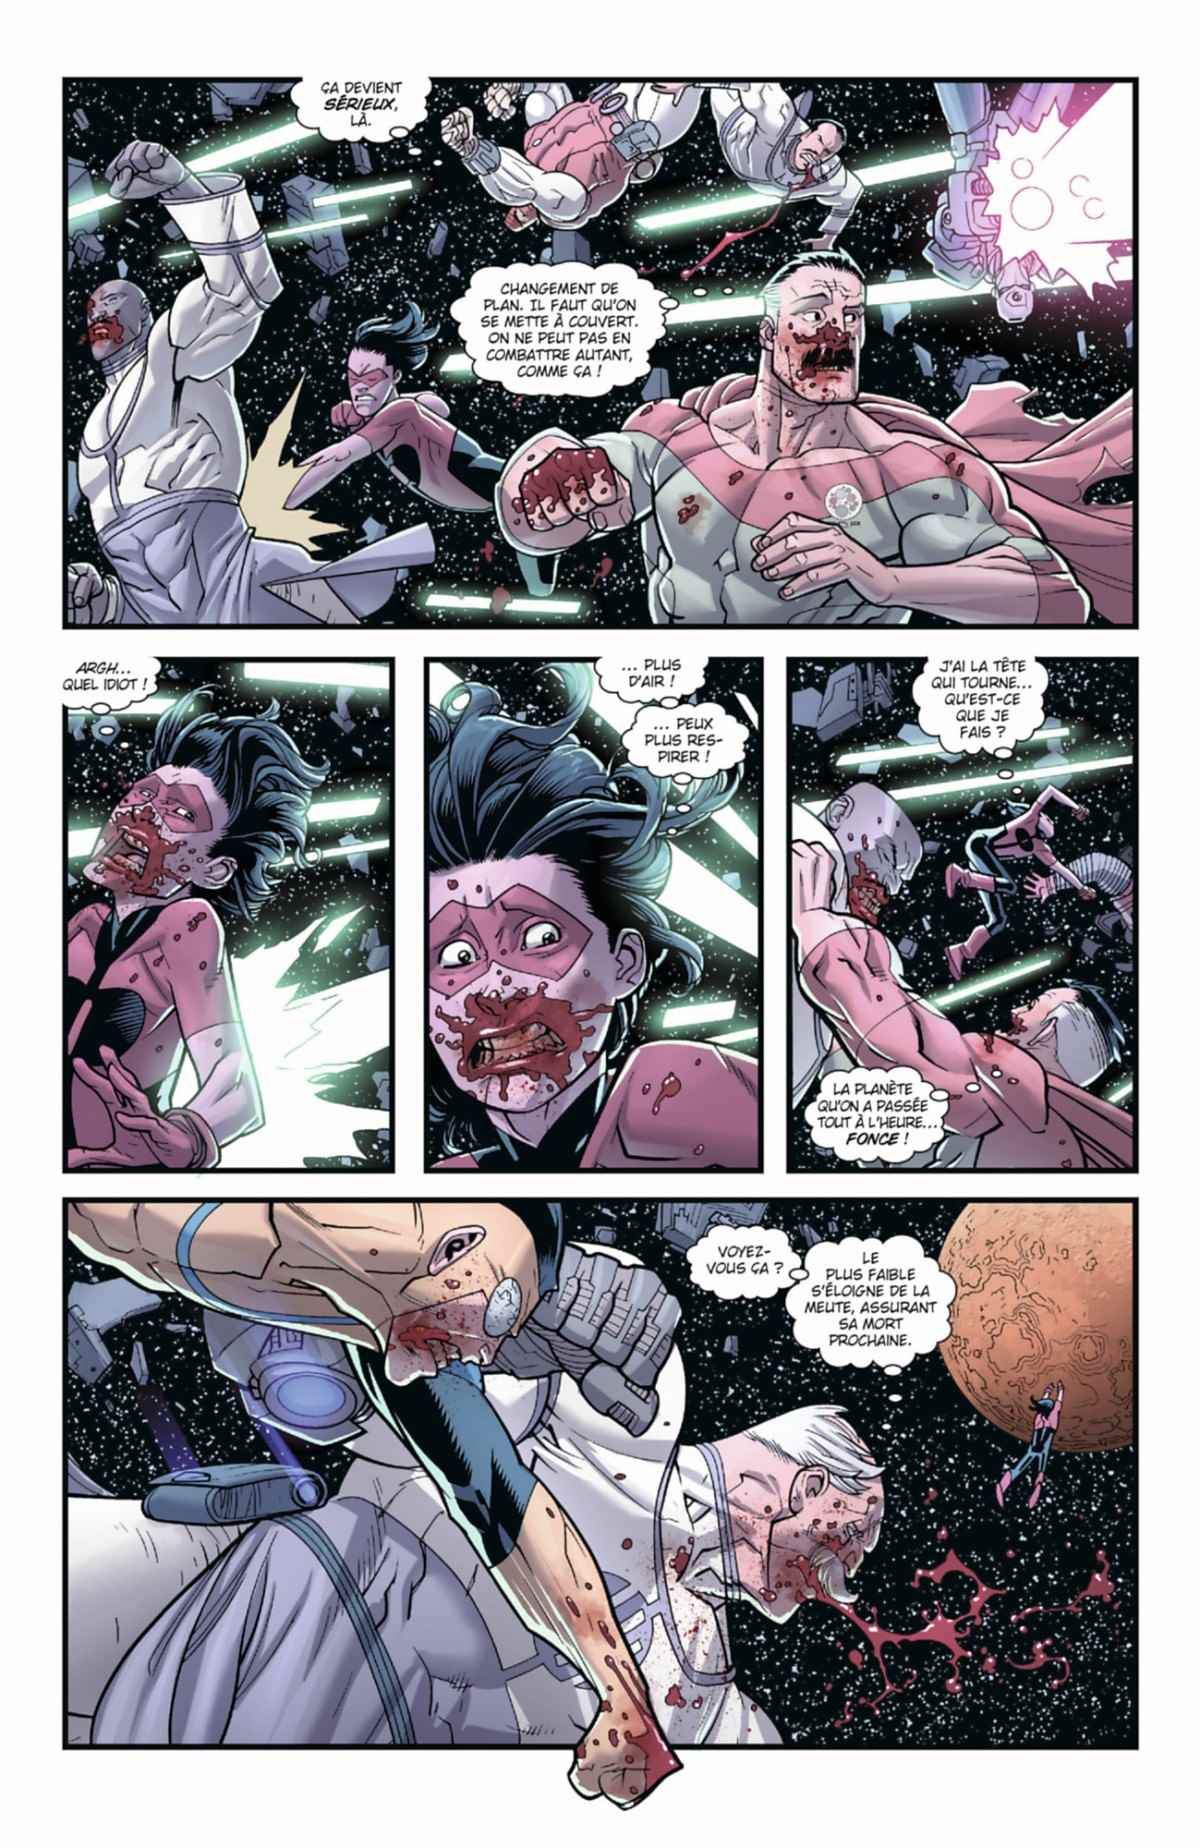 ÇA DEVIENT
SÉRIEUX,
LÀ.
CHANGEMENT DE
PLAN. IL FAUT QU'ON
SE METTE À COUVERT.
ON NE PEUT PAS EN
COMBATTRE AUTANT,
COMME ÇA !
ARGH...
QUEL IDIOT !
... PLUS
D'AIR !
... PEUX
PLUS RES-
PIRER !
J'AI LA TÊTE
QUI TOURNE...
QU'EST-CE
QUE JE
FAIS ?
LA PLANÈTE
QU'ON A PASSÉE
TOUT À L'HEURE...
FONCE !
VOYEZ-
VOUS ÇA ?
LE
PLUS FAIBLE
S'ÉLOIGNE DE LA
MEUTE, ASSURANT
SA MORT
PROCHAINE.